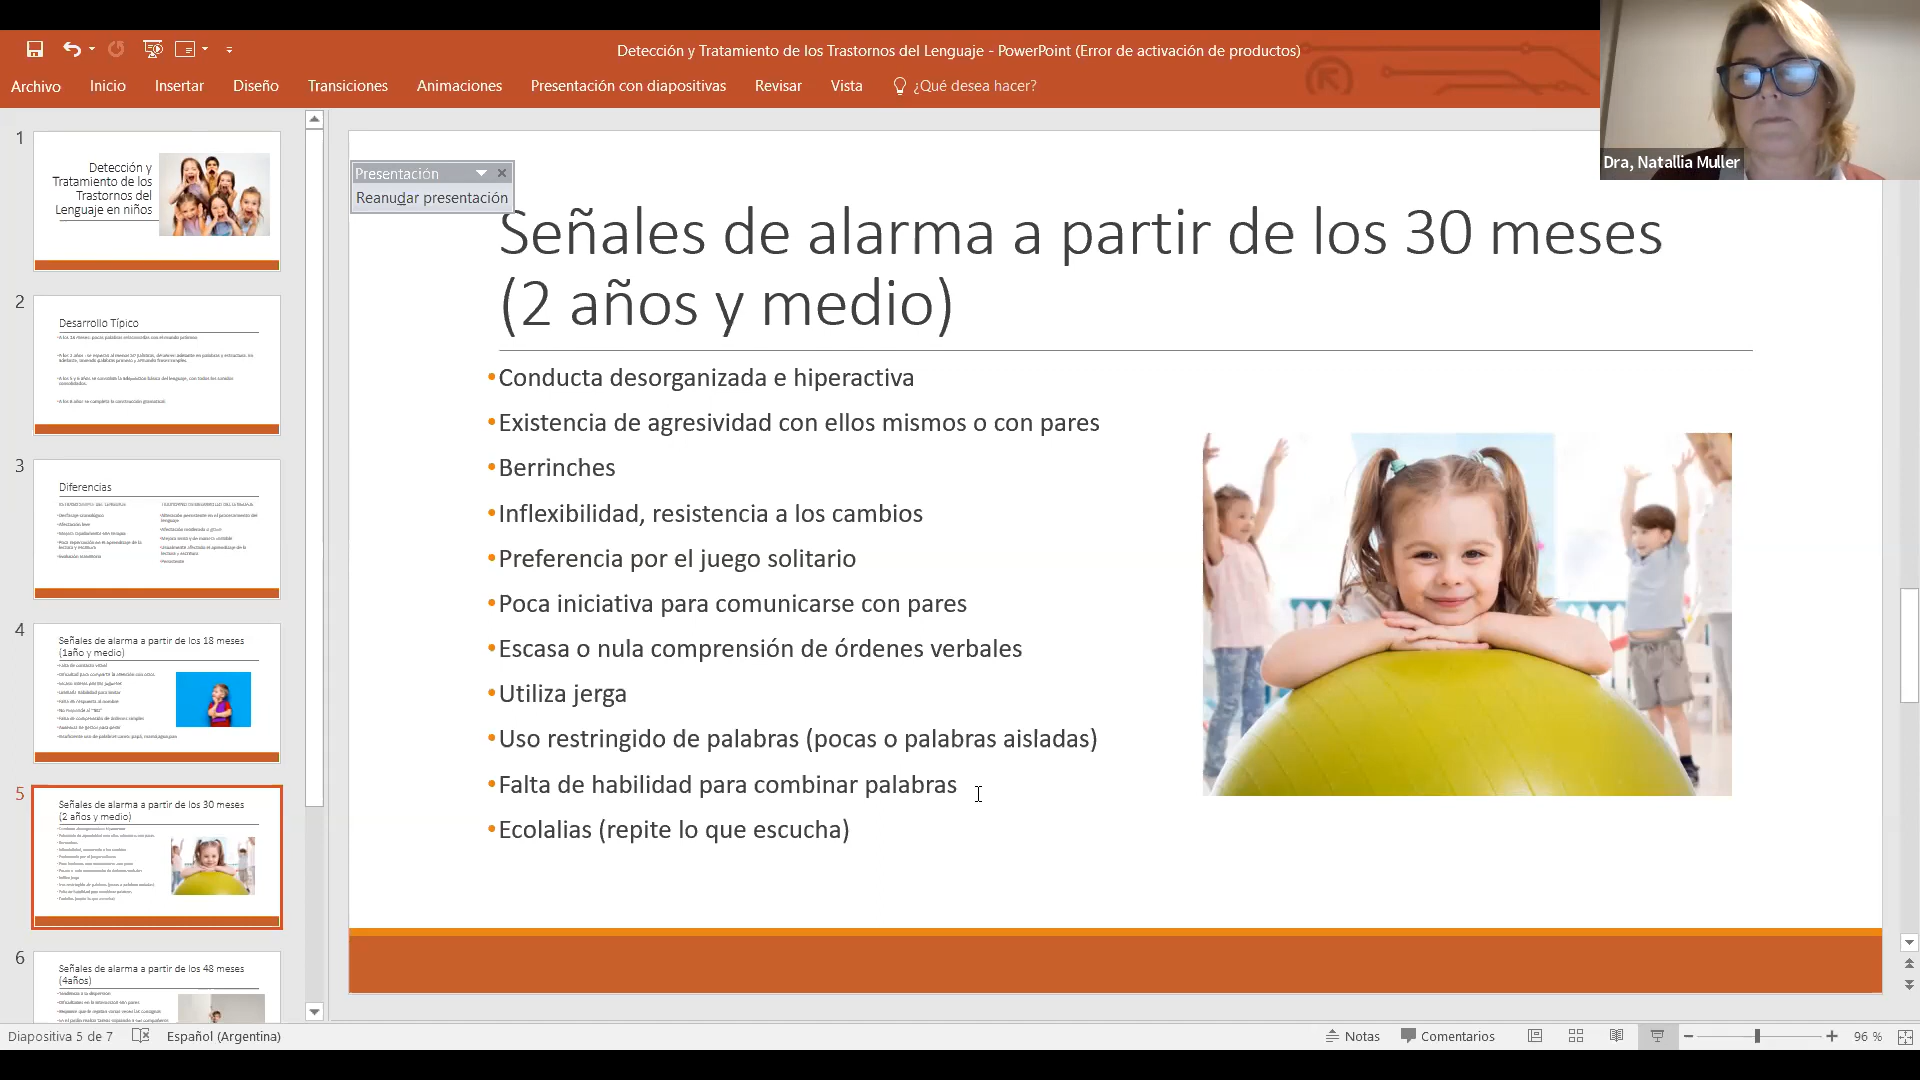 Detección y Tratamiento de los Trastornos del Lenguaje - PowerPoint (Error de activación de productos)
Archivo Inicio Insertar Diseño Transiciones Animaciones Presentación con diapositivas Revisar Vista ¿Qué desea hacer?
Dra, Natallia Muller
1
Detección y
Tratamiento de los
Trastornos del
Lenguaje en niños
2
Desarrollo Típico
3
Diferencias
4
Señales de alarma a partir de los 18 meses
(1año y medio)
5
Señales de alarma a partir de los 30 meses
(2 años y medio)
6
Señales de alarma a partir de los 48 meses
(4años)
Presentación
Reanudar presentación
Señales de alarma a partir de los 30 meses
(2 años y medio)
•Conducta desorganizada e hiperactiva
•Existencia de agresividad con ellos mismos o con pares
•Berrinches
•Inflexibilidad, resistencia a los cambios
•Preferencia por el juego solitario
•Poca iniciativa para comunicarse con pares
•Escasa o nula comprensión de órdenes verbales
•Utiliza jerga
•Uso restringido de palabras (pocas o palabras aisladas)
•Falta de habilidad para combinar palabras
•Ecolalias (repite lo que escucha)
Diapositiva 5 de 7 Español (Argentina) Notas Comentarios 96 %